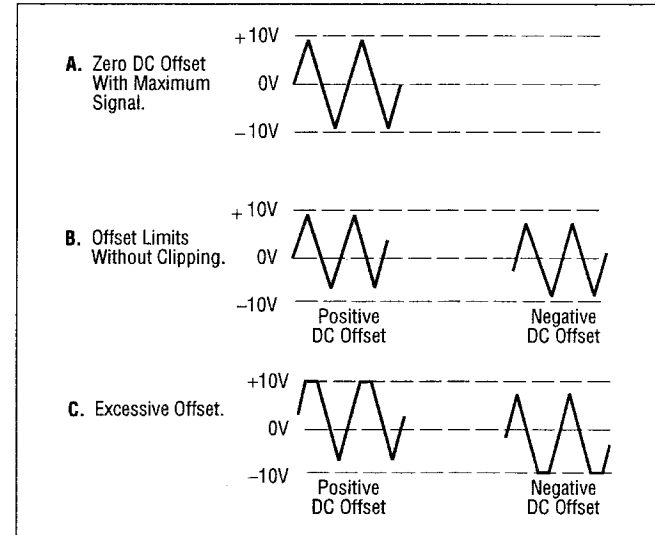 +10V
A. Zero DC Offset
With Maximum
Signal.
0V
−10V
+ 10V
B. Offset Limits
Without Clipping.
0V
−10V
Positive
DC Offset
Negative
DC Offset
+10V
C. Excessive Offset.
0V
−10V
Positive
DC Offset
Negative
DC Offset